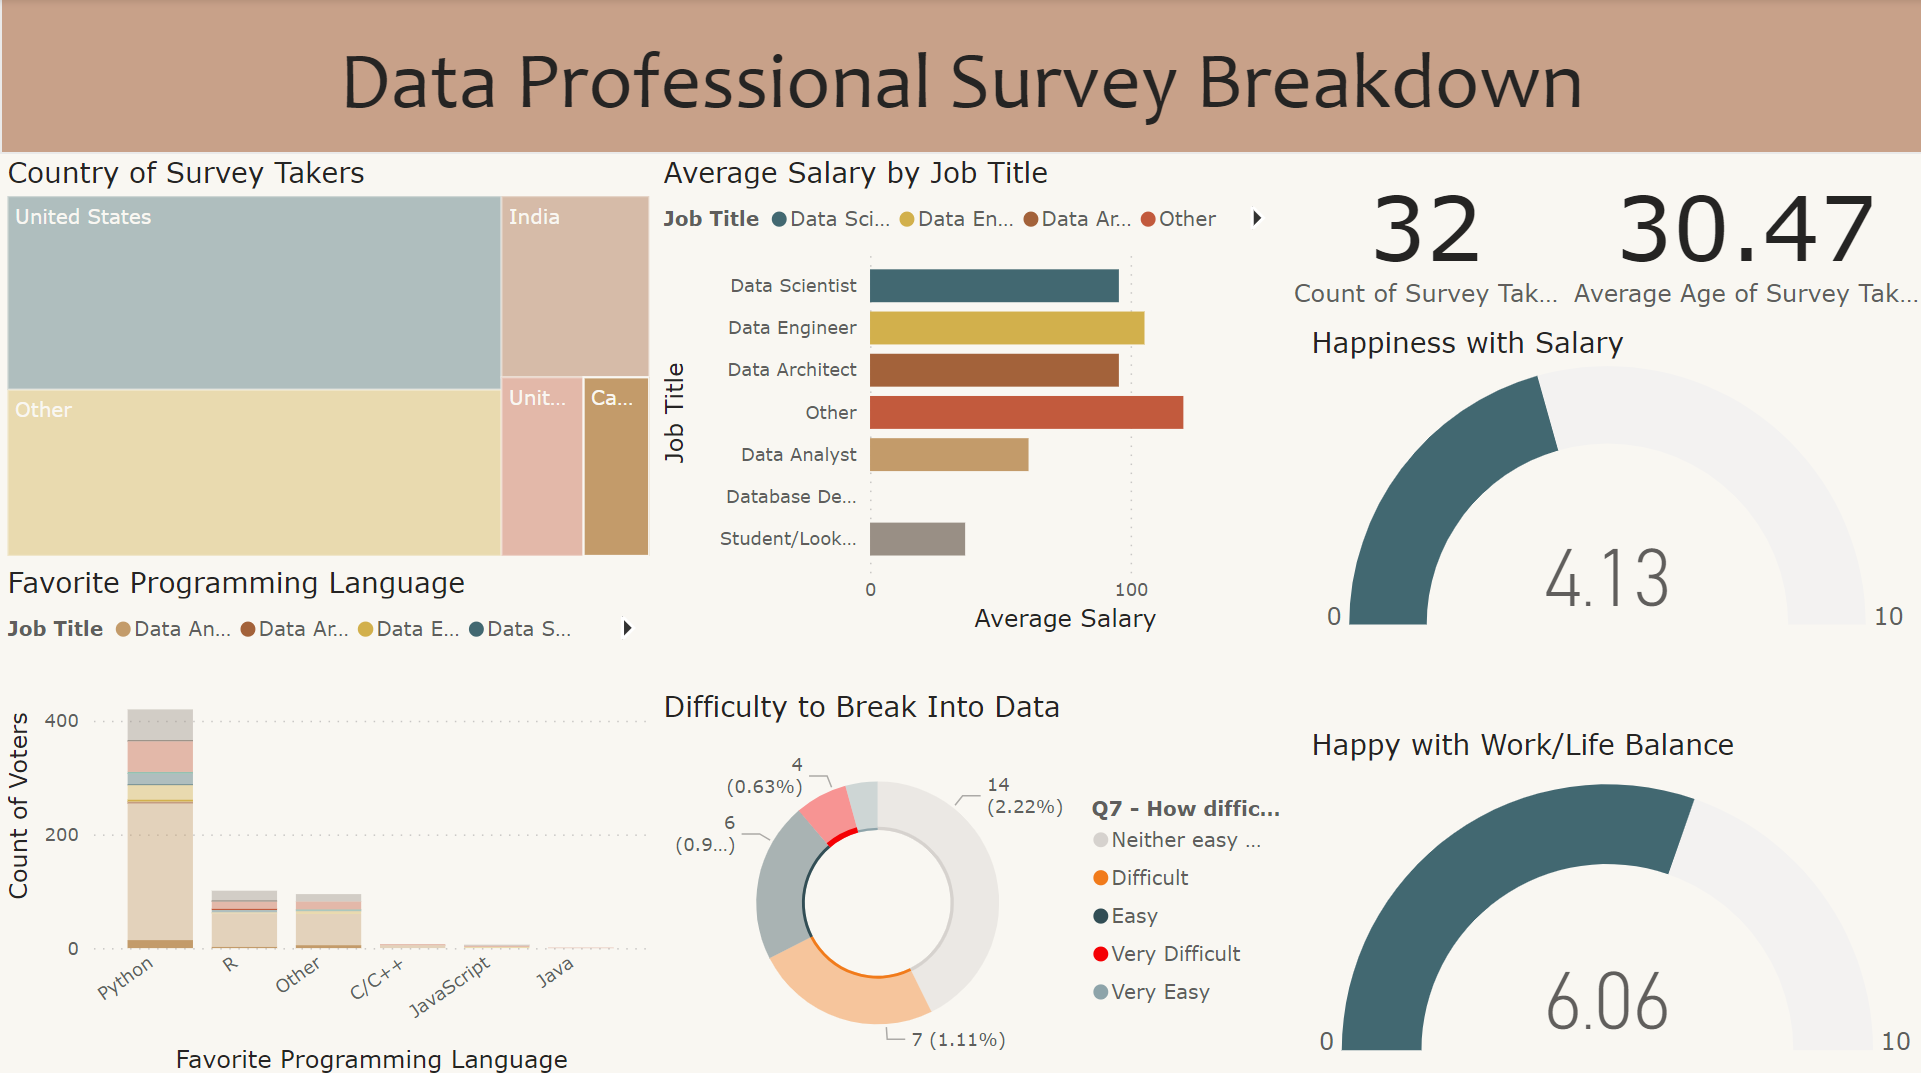 Data Professional Survey Breakdown
Country of Survey Takers
United States
India
Other
Unit...
Ca...
Average Salary by Job Title
Job Title Data Sci... Data En... Data Ar... Other
Job Title
Data Scientist
Data Engineer
Data Architect
Other
Data Analyst
Database De...
Student/Look...
0 100
Average Salary
32
Count of Survey Tak...
30.47
Average Age of Survey Tak...
Happiness with Salary
4.13
0 10
Favorite Programming Language
Job Title Data An... Data Ar... Data E... Data S...
Count of Voters
400
200
0
Python R Other C/C++ JavaScript Java
Favorite Programming Language
Difficulty to Break Into Data
4
(0.63%)
14
(2.22%)
6
(0.9...)
7 (1.11%)
Q7 - How diffic...
Neither easy ...
Difficult
Easy
Very Difficult
Very Easy
Happy with Work/Life Balance
6.06
0 10